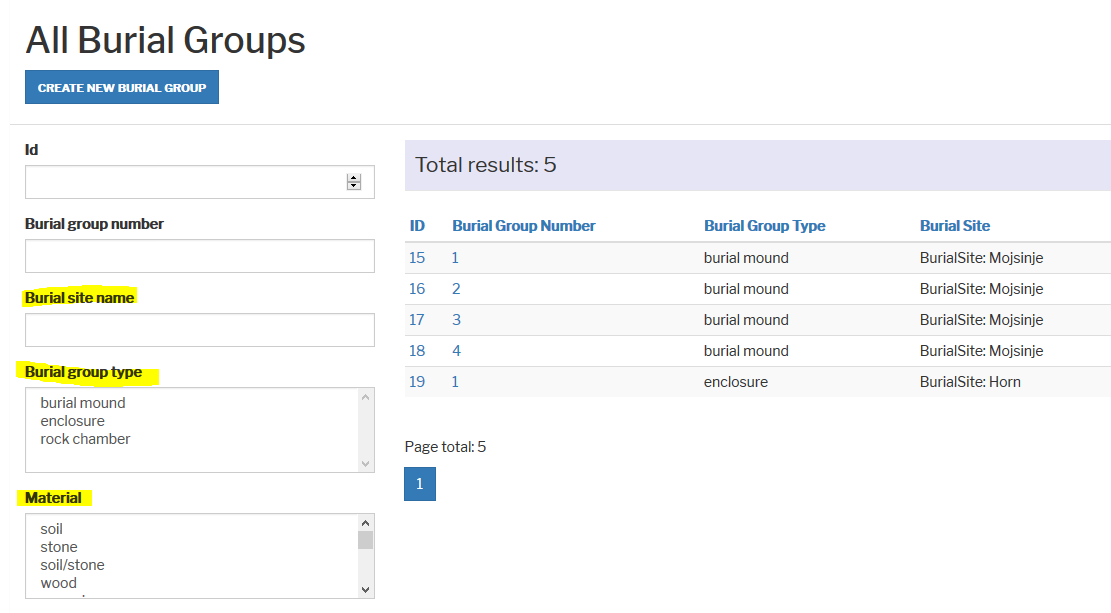 All Burial Groups
CREATE NEW BURIAL GROUP
Id
Burial group number
Burial site name
Burial group type
burial mound
enclosure
rock chamber
Material
soil
stone
soil/stone
wood
Total results: 5
ID Burial Group Number Burial Group Type Burial Site
15 1 burial mound BurialSite: Mojsinje
16 2 burial mound BurialSite: Mojsinje
17 3 burial mound BurialSite: Mojsinje
18 4 burial mound BurialSite: Mojsinje
19 1 enclosure BurialSite: Horn
Page total: 5
1